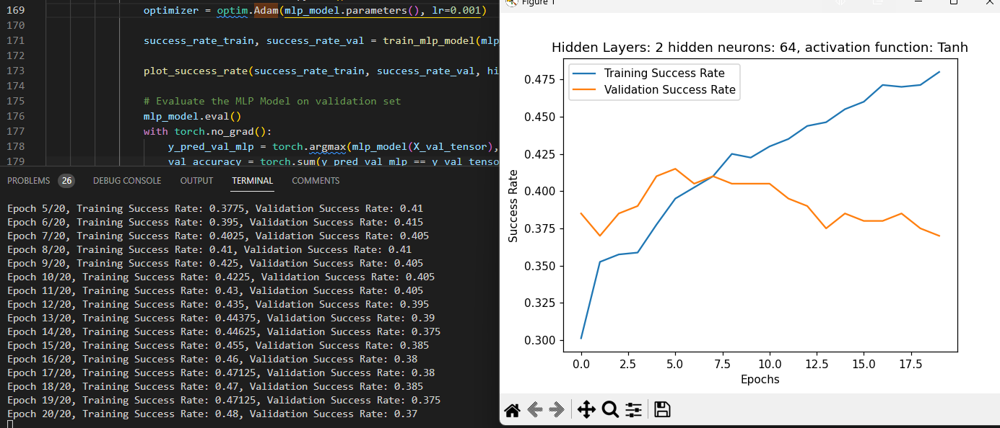 169 optimizer = optim.Adam(mlp_model.parameters(), lr=0.001)
170
171 success_rate_train, success_rate_val = train_mlp_model(mlp
172
173 plot_success_rate(success_rate_train, success_rate_val, hi
174
175 # Evaluate the MLP Model on validation set
176 mlp_model.eval()
177 with torch.no_grad():
178 y_pred_val_mlp = torch.argmax(mlp_model(X_val_tensor),
179 val_accuracy = torch.sum(y_pred_val_mlp == y_val_tenso
PROBLEMS 26 DEBUG CONSOLE OUTPUT TERMINAL COMMENTS
Epoch 5/20, Training Success Rate: 0.3775, Validation Success Rate: 0.41
Epoch 6/20, Training Success Rate: 0.395, Validation Success Rate: 0.415
Epoch 7/20, Training Success Rate: 0.4025, Validation Success Rate: 0.405
Epoch 8/20, Training Success Rate: 0.41, Validation Success Rate: 0.41
Epoch 9/20, Training Success Rate: 0.425, Validation Success Rate: 0.405
Epoch 10/20, Training Success Rate: 0.4225, Validation Success Rate: 0.405
Epoch 11/20, Training Success Rate: 0.43, Validation Success Rate: 0.405
Epoch 12/20, Training Success Rate: 0.435, Validation Success Rate: 0.395
Epoch 13/20, Training Success Rate: 0.44375, Validation Success Rate: 0.39
Epoch 14/20, Training Success Rate: 0.44625, Validation Success Rate: 0.375
Epoch 15/20, Training Success Rate: 0.455, Validation Success Rate: 0.385
Epoch 16/20, Training Success Rate: 0.46, Validation Success Rate: 0.38
Epoch 17/20, Training Success Rate: 0.47125, Validation Success Rate: 0.38
Epoch 18/20, Training Success Rate: 0.47, Validation Success Rate: 0.385
Epoch 19/20, Training Success Rate: 0.47125, Validation Success Rate: 0.375
Epoch 20/20, Training Success Rate: 0.48, Validation Success Rate: 0.37
Figure 1
Hidden Layers: 2 hidden neurons: 64, activation function: Tanh
Training Success Rate
Validation Success Rate
0.475
0.450
0.425
0.400
0.375
0.350
0.325
0.300
Success Rate
0.0 2.5 5.0 7.5 10.0 12.5 15.0 17.5
Epochs